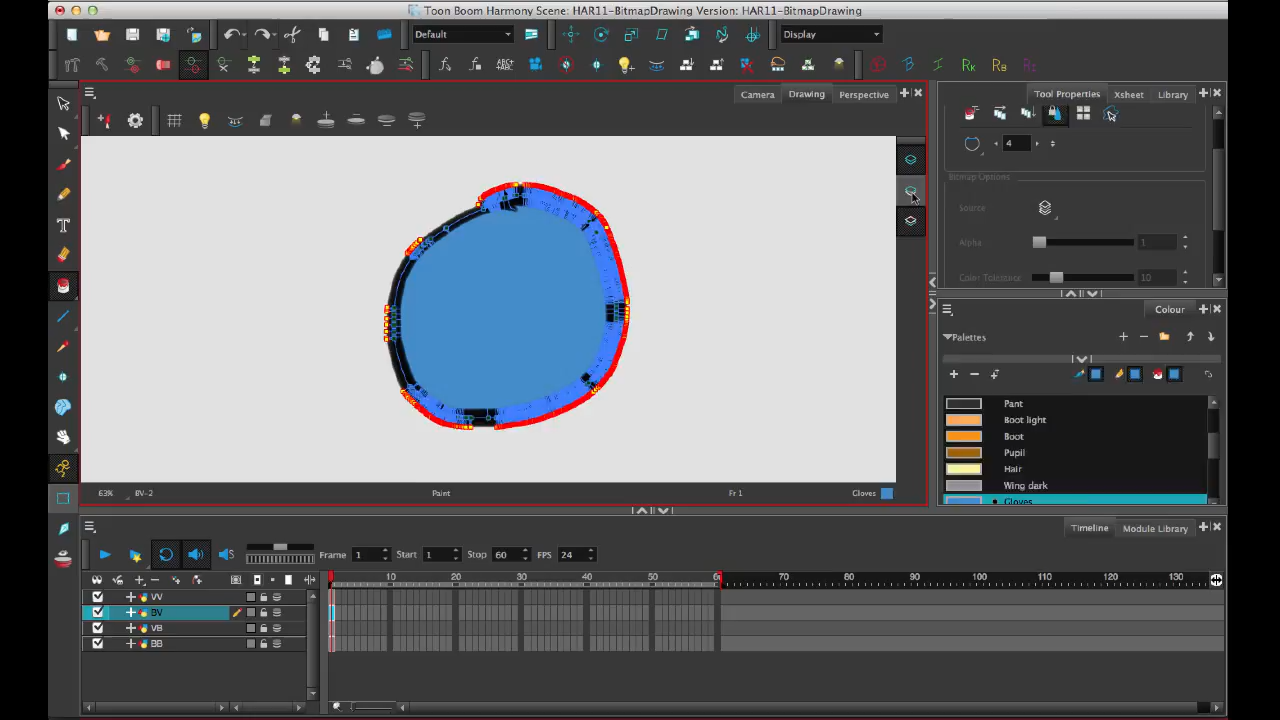 Toon Boom Harmony Scene: HAR11-BitmapDrawing Version: HAR11-BitmapDrawing
Default
Display
Camera
Drawing
Perspective
Tool Properties
Xsheet
Library
4
Bitmap Options
Source
Alpha
1
Color Tolerance
10
Colour
Palettes
Pant
Boot light
Boot
Pupil
Hair
Wing dark
Gloves
63%
BV-2
Paint
Fr 1
Gloves
Timeline
Module Library
Frame 1 Start 1 Stop 60 FPS 24
10 20 30 40 50 60 70 80 90 100 110 120 130
VV
BV
VB
BB